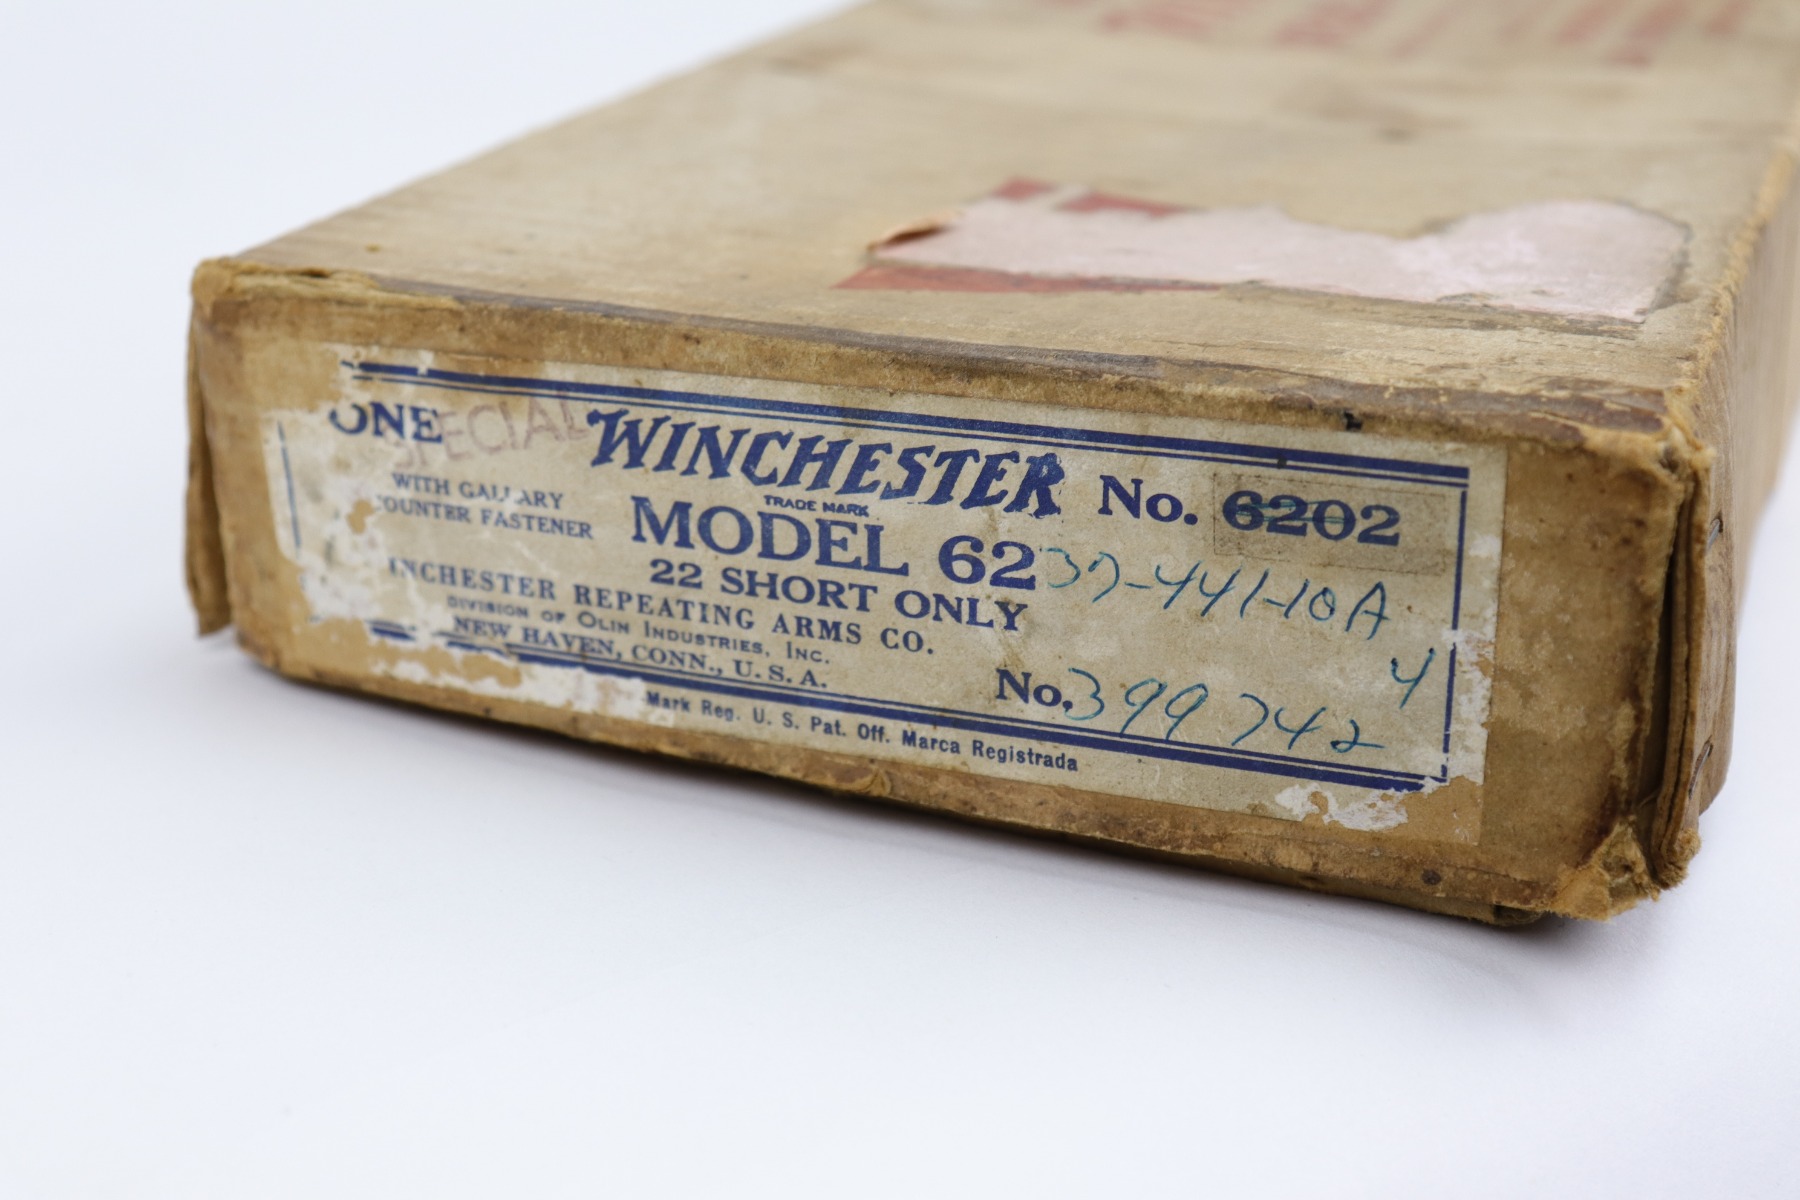 ONE SPECIAL WINCHESTER No. 6202
TRADE MARK
WITH GALLARY
COUNTER FASTENER
MODEL 62 37-441-10A
22 SHORT ONLY
INCHESTER REPEATING ARMS CO.
DIVISION OF OLIN INDUSTRIES, INC.
NEW HAVEN, CONN., U.S.A.
4
No. 399742
Mark Reg. U. S. Pat. Off. Marca Registrada